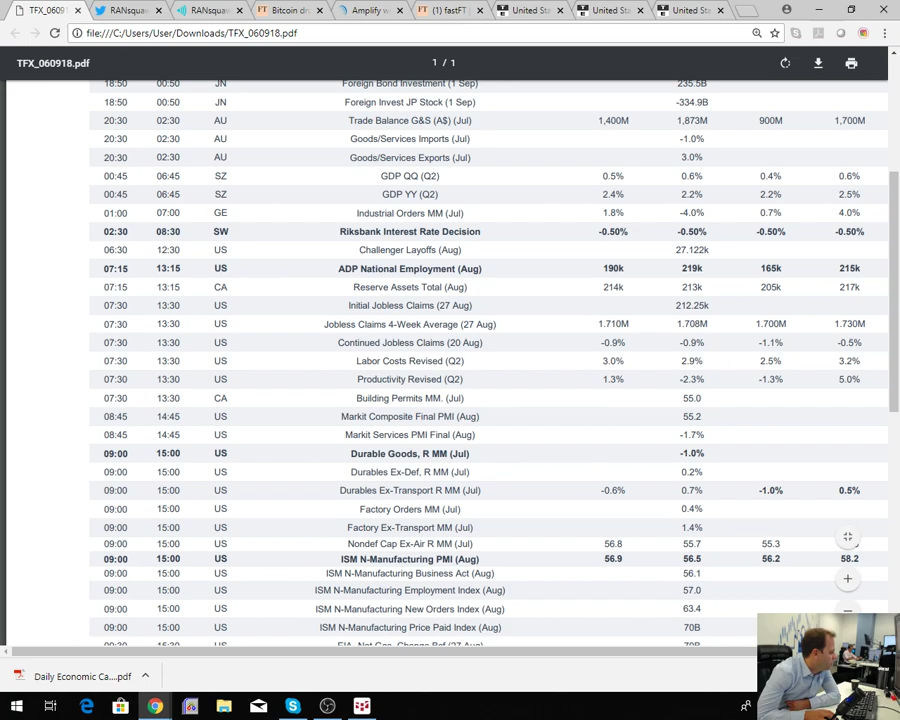 TFX_0609
RANsqua
RANsqu
Bitcoin dr
Amplify w
(1) fastFT
United St
United St
United St
file:///C:/Users/User/Downloads/TFX_060918.pdf
TFX_060918.pdf
1 / 1
18:50 00:50 JN Foreign Bond Investment (1 Sep) 235.5B
18:50 00:50 JN Foreign Invest JP Stock (1 Sep) -334.9B
20:30 02:30 AU Trade Balance G&S (A$) (Jul) 1,400M 1,873M 900M 1,700M
20:30 02:30 AU Goods/Services Imports (Jul) -1.0%
20:30 02:30 AU Goods/Services Exports (Jul) 3.0%
00:45 06:45 SZ GDP QQ (Q2) 0.5% 0.6% 0.4% 0.6%
00:45 06:45 SZ GDP YY (Q2) 2.4% 2.2% 2.2% 2.5%
01:00 07:00 GE Industrial Orders MM (Jul) 1.8% -4.0% 0.7% 4.0%
02:30 08:30 SW Riksbank Interest Rate Decision -0.50% -0.50% -0.50% -0.50%
06:30 12:30 US Challenger Layoffs (Aug) 27.122k
07:15 13:15 US ADP National Employment (Aug) 190k 219k 165k 215k
07:15 13:15 CA Reserve Assets Total (Aug) 214k 213k 205k 217k
07:30 13:30 US Initial Jobless Claims (27 Aug) 212.25k
07:30 13:30 US Jobless Claims 4-Week Average (27 Aug) 1.710M 1.708M 1.700M 1.730M
07:30 13:30 US Continued Jobless Claims (20 Aug) -0.9% -0.9% -1.1% -0.5%
07:30 13:30 US Labor Costs Revised (Q2) 3.0% 2.9% 2.5% 3.2%
07:30 13:30 US Productivity Revised (Q2) 1.3% -2.3% -1.3% 5.0%
07:30 13:30 CA Building Permits MM. (Jul) 55.0
08:45 14:45 US Markit Composite Final PMI (Aug) 55.2
08:45 14:45 US Markit Services PMI Final (Aug) -1.7%
09:00 15:00 US Durable Goods, R MM (Jul) -1.0%
09:00 15:00 US Durables Ex-Def, R MM (Jul) 0.2%
09:00 15:00 US Durables Ex-Transport R MM (Jul) -0.6% 0.7% -1.0% 0.5%
09:00 15:00 US Factory Orders MM (Jul) 0.4%
09:00 15:00 US Factory Ex-Transport MM (Jul) 1.4%
09:00 15:00 US Nondef Cap Ex-Air R MM (Jul) 56.8 55.7 55.3
09:00 15:00 US ISM N-Manufacturing PMI (Aug) 56.9 56.5 56.2 58.2
09:00 15:00 US ISM N-Manufacturing Business Act (Aug) 56.1
09:00 15:00 US ISM N-Manufacturing Employment Index (Aug) 57.0
09:00 15:00 US ISM N-Manufacturing New Orders Index (Aug) 63.4
09:00 15:00 US ISM N-Manufacturing Price Paid Index (Aug) 70B
Daily Economic Ca....pdf